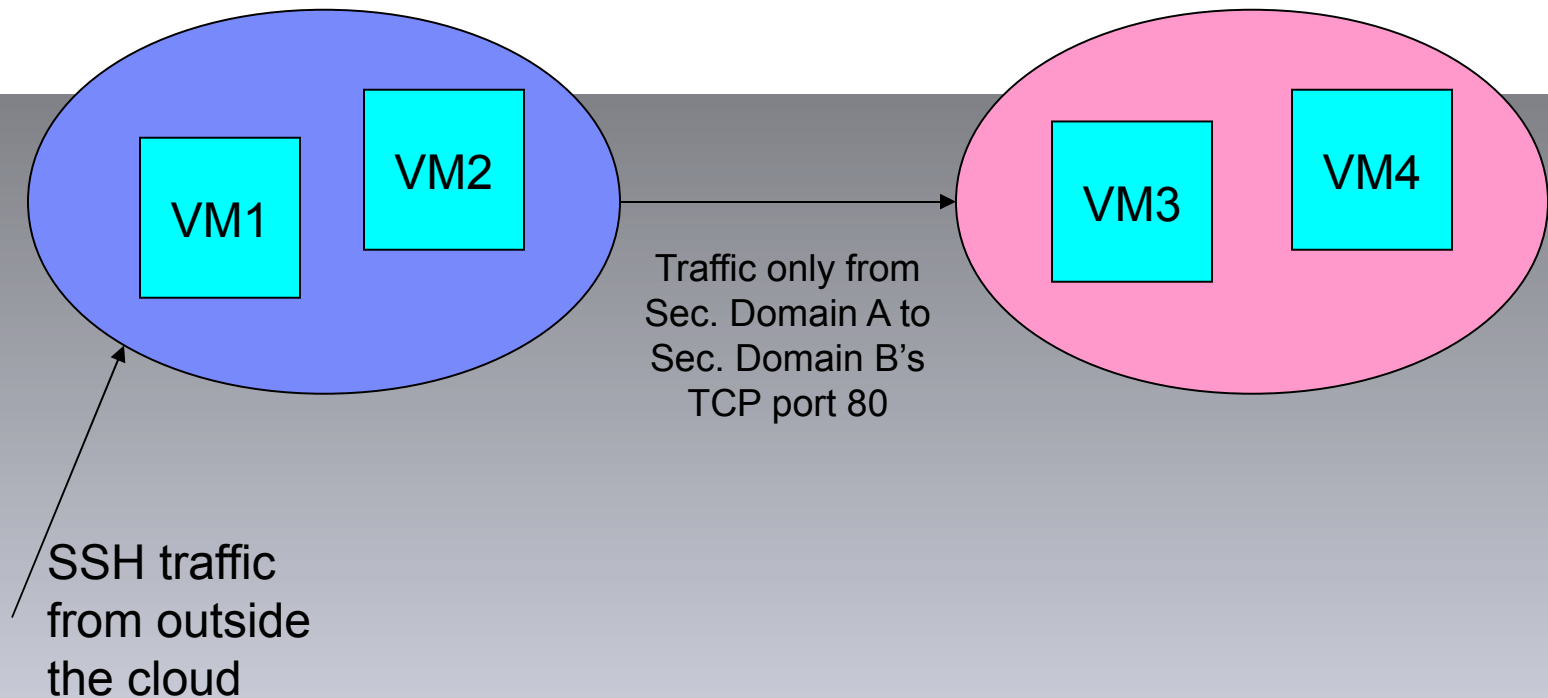 VM1
VM2
VM3
VM4
Traffic only from
Sec. Domain A to
Sec. Domain B’s
TCP port 80
SSH traffic
from outside
the cloud